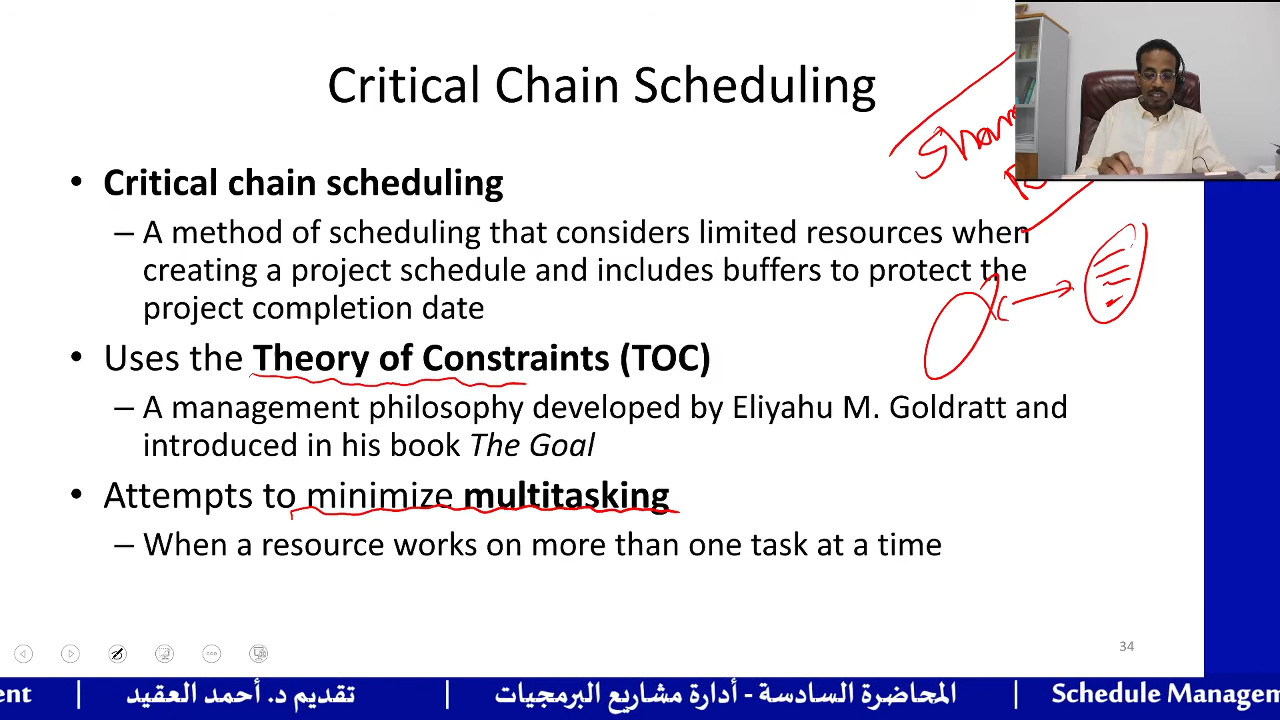 Critical Chain Scheduling
• Critical chain scheduling
– A method of scheduling that considers limited resources when
creating a project schedule and includes buffers to protect the
project completion date
• Uses the Theory of Constraints (TOC)
– A management philosophy developed by Eliyahu M. Goldratt and
introduced in his book The Goal
• Attempts to minimize multitasking
– When a resource works on more than one task at a time
34
ent | تقديم د. أحمد العقيد | المحاضرة السادسة - أدارة مشاريع البرمجيات | Schedule Managem